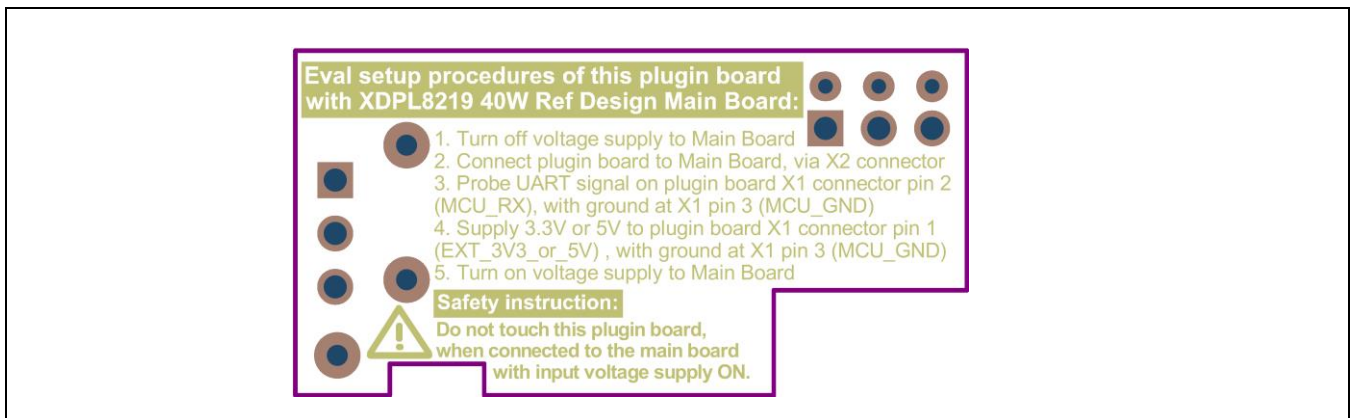 Eval setup procedures of this plugin board
with XDPL8219 40W Ref Design Main Board:
1. Turn off voltage supply to Main Board
2. Connect plugin board to Main Board, via X2 connector
3. Probe UART signal on plugin board X1 connector pin 2
(MCU_RX), with ground at X1 pin 3 (MCU_GND)
4. Supply 3.3V or 5V to plugin board X1 connector pin 1
(EXT_3V3_or_5V) , with ground at X1 pin 3 (MCU_GND)
5. Turn on voltage supply to Main Board
Safety instruction:
Do not touch this plugin board,
when connected to the main board
with input voltage supply ON.